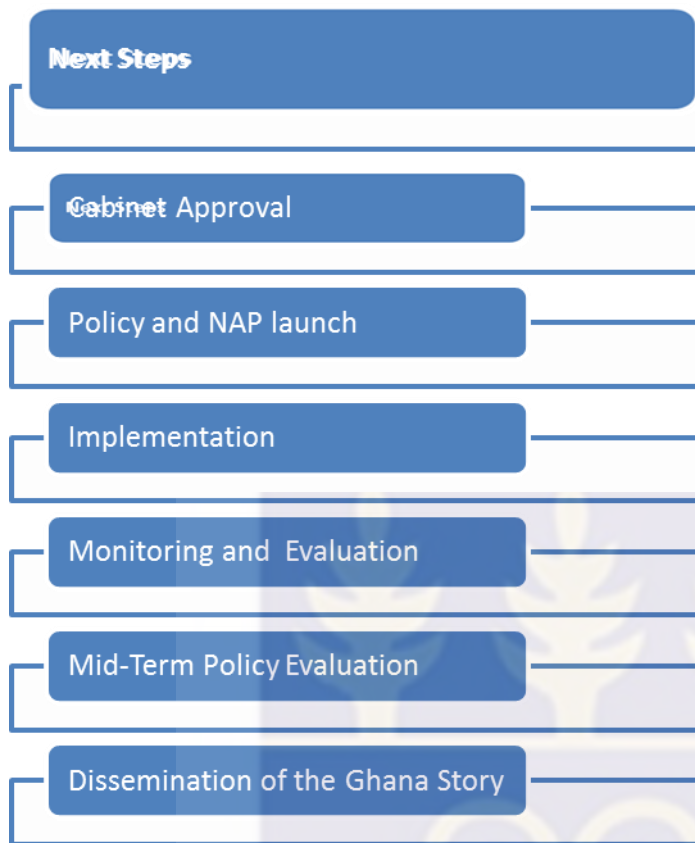 Next Steps
Cabinet Approval
Policy and NAP launch
Implementation
Monitoring and Evaluation
Mid-Term Policy Evaluation
Dissemination of the Ghana Story